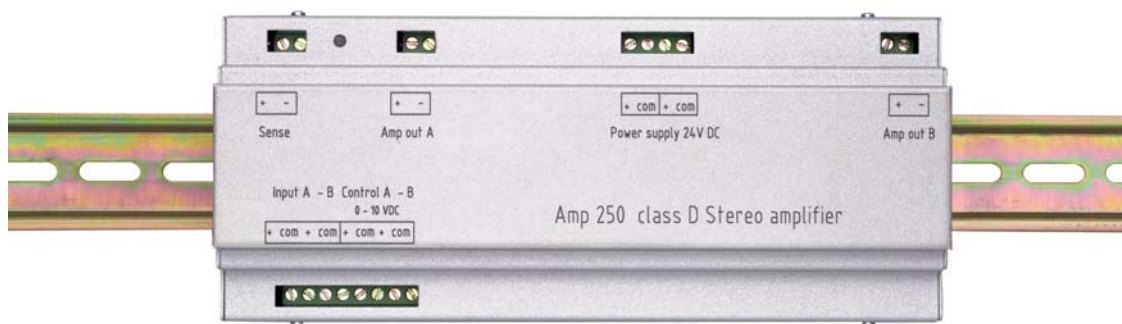 + -
Sense
+ -
Amp out A
+ com + com
Power supply 24V DC
+ -
Amp out B
Input A - B Control A - B
0 - 10 VDC
+ com + com + com + com
Amp 250 class D Stereo amplifier